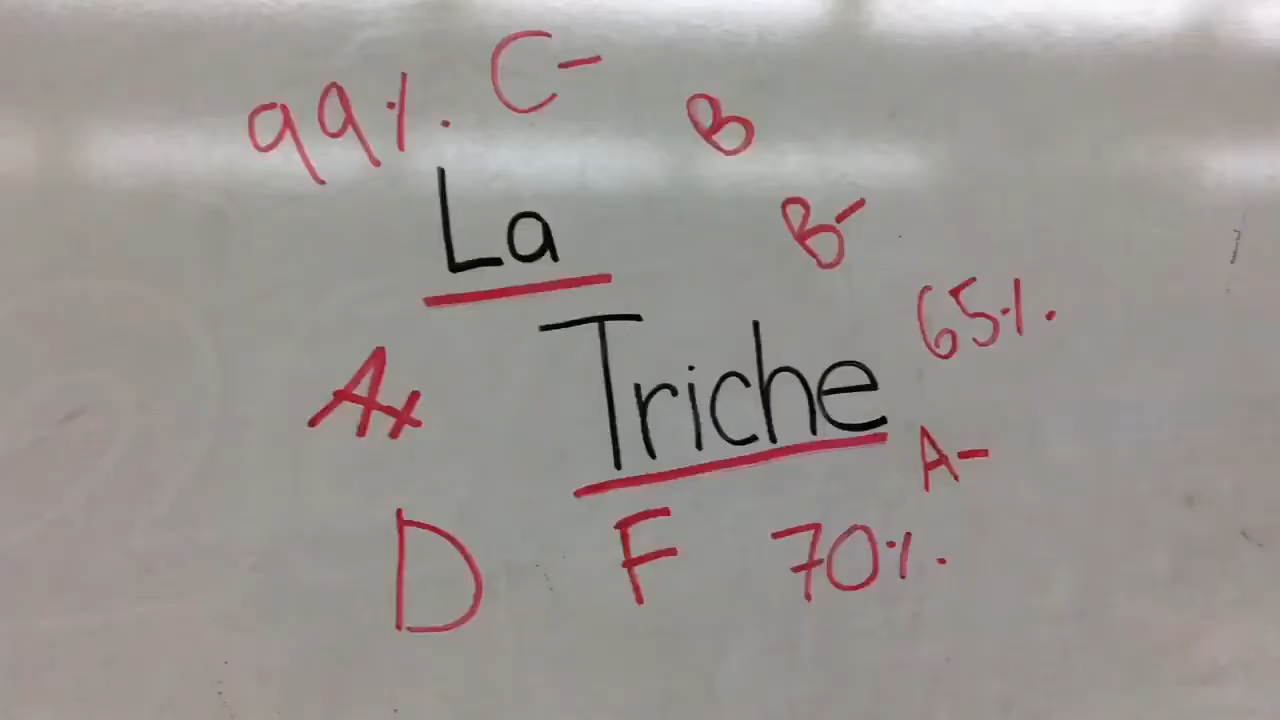 99%. C-
B
La
B-
Triche
65%.
A+
A-
D F 70%.